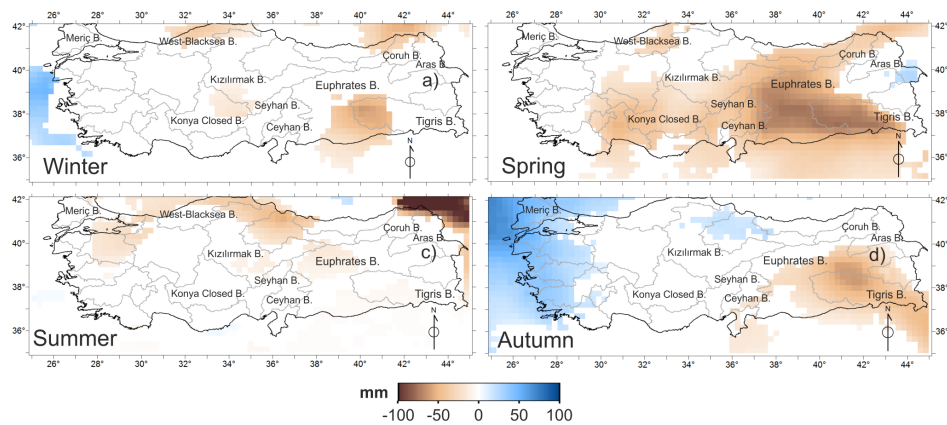 26° 28° 30° 32° 34° 36° 38° 40° 42° 44°
26° 28° 30° 32° 34° 36° 38° 40° 42° 44°
42°
40°
38°
36°
Meriç B.
West-Blacksea B.
Çoruh B.
Aras B.
Kızılırmak B.
Euphrates B.
a)
Seyhan B.
Konya Closed B.
Ceyhan B.
Tigris B.
N
Winter
42°
40°
38°
36°
Meriç B.
West-Blacksea B.
Çoruh B.
Aras B.
Kızılırmak B.
Euphrates B.
Seyhan B.
Konya Closed B.
Ceyhan B.
Tigris B.
N
Spring
42°
40°
38°
36°
Meriç B.
West-Blacksea B.
Çoruh B.
Aras B.
Kızılırmak B.
c)
Seyhan B.
Euphrates B.
Konya Closed B.
Ceyhan B.
Tigris B.
N
Summer
42°
40°
38°
36°
Meriç B.
West-Blacksea B.
Çoruh B.
Aras B.
Kızılırmak B.
Euphrates B.
d)
Seyhan B.
Konya Closed B.
Ceyhan B.
Tigris B.
N
Autumn
26° 28° 30° 32° 34° 36° 38° 40° 42° 44°
26° 28° 30° 32° 34° 36° 38° 40° 42° 44°
mm
-100 -50 0 50 100